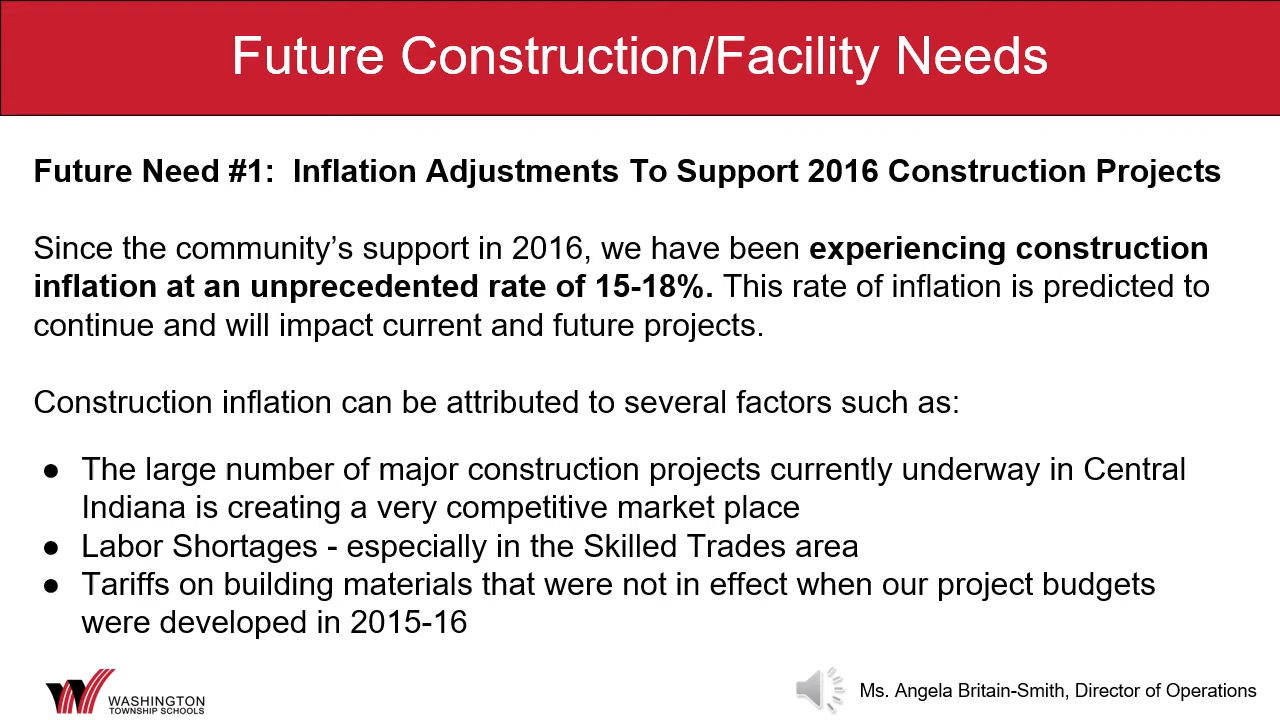 Future Construction/Facility Needs
Future Need #1:  Inflation Adjustments To Support 2016 Construction Projects
Since the community’s support in 2016, we have been experiencing construction
inflation at an unprecedented rate of 15-18%. This rate of inflation is predicted to
continue and will impact current and future projects.
Construction inflation can be attributed to several factors such as:
● The large number of major construction projects currently underway in Central
Indiana is creating a very competitive market place
● Labor Shortages - especially in the Skilled Trades area
● Tariffs on building materials that were not in effect when our project budgets
were developed in 2015-16
WASHINGTON
TOWNSHIP SCHOOLS
Ms. Angela Britain-Smith, Director of Operations